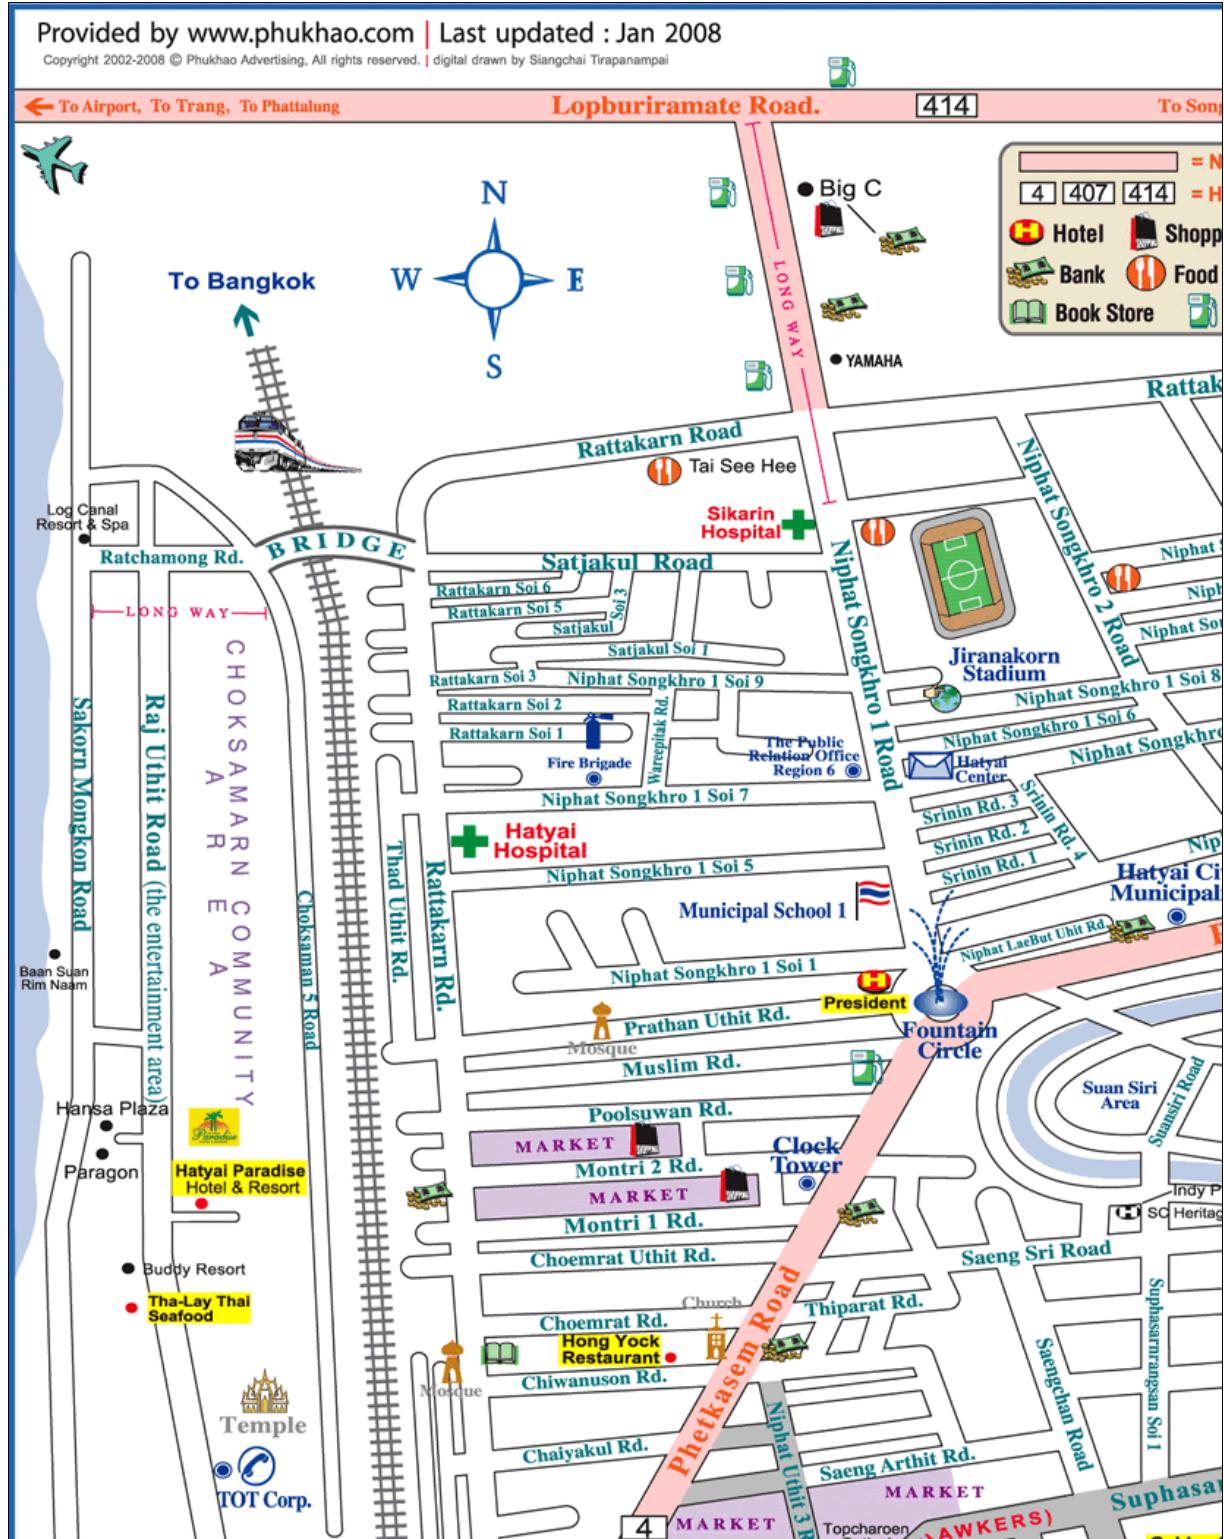 Provided by www.phukhao.com | Last updated : Jan 2008
Copyright 2002-2008 © Phukhao Advertising, All rights reserved. | digital drawn by Siangchai Tirapanampai
To Airport, To Trang, To Phattalung
Lopburiramate Road.
414
To Song
N
W
E
S
To Bangkok
Big C
LONG WAY
YAMAHA
= N
4
407
414
= H
Hotel
Shopp
Bank
Food
Book Store
Rattak
Rattakarn Road
Tai See Hee
Sikarin
Hospital
Log Canal
Resort & Spa
Ratchamong Rd.
BRIDGE
LONG WAY
Satjakul Road
Rattakarn Soi 6
Rattakarn Soi 5
Soi 3
Satjakul
Satjakul Soi 1
Rattakarn Soi 3
Niphat Songkhro 1 Soi 9
Rattakarn Soi 2
Rattakarn Soi 1
Wareepitak Rd.
Fire Brigade
The Public
Relation Office
Region 6
Niphat Songkhro 1 Road
Niphat Songkhro 2 Road
Niphat S
Niph
Niphat So
Jiranakorn
Stadium
Niphat Songkhro 1 Soi 8
Niphat Songkhro 1 Soi 6
Niphat Songkhro
Hatyai
Center
Srinin Rd. 3
Srinin Rd. 2
Srinin Rd. 1
Srinin Rd. 4
Nip
Niphat Songkhro 1 Soi 7
Hatyai
Hospital
Niphat Songkhro 1 Soi 5
Municipal School 1
Hatyai Ci
Municipal
Niphat LaeBut Uhit Rd.
Niphat Songkhro 1 Soi 1
President
Fountain
Circle
CHOKSAMARN COMMUNITY
AREA
Sakorn Mongkon Road
Raj Uthit Road (the entertainment area)
Choksaman 5 Road
Thad Uthit Rd.
Rattakarn Rd.
Baan Suan
Rim Naam
Prathan Uthit Rd.
Mosque
Muslim Rd.
Poolsuwan Rd.
MARKET
Montri 2 Rd.
MARKET
Montri 1 Rd.
Clock
Tower
Suan Siri
Area
Suansiri Road
Indy P
SC Heritag
Hansa Plaza
Paragon
Paradise
Hatyai Paradise
Hotel & Resort
Buddy Resort
Tha-Lay Thai
Seafood
Choemrat Uthit Rd.
Saeng Sri Road
Choemrat Rd.
Church
Thiparat Rd.
Hong Yock
Restaurant
Chiwanuson Rd.
Mosque
Phetkasem Road
Suphasarnrangsan Soi 1
Saengchan Road
Temple
TOT Corp.
Chaiyakul Rd.
Niphat Uthit 3 R
Saeng Arthit Rd.
MARKET
Suphasar
4
MARKET
Topcharoen
(AWKERS)